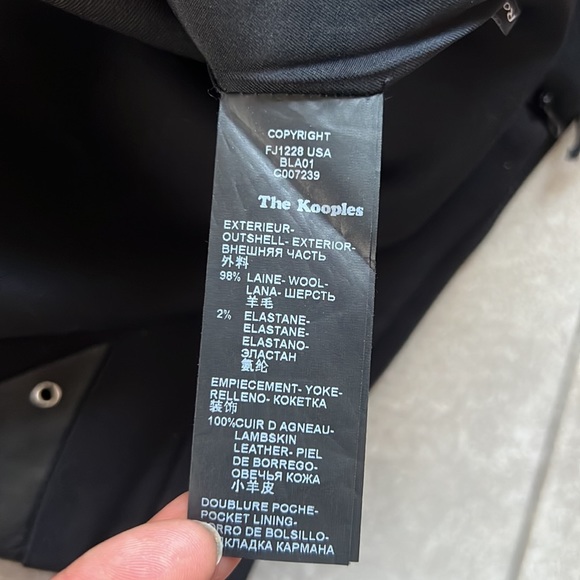 COPYRIGHT
FJ1228 USA
BLA01
C007239
The Kooples
EXTERIEUR-
OUTSHELL- EXTERIOR-
ВНЕШНЯЯ ЧАСТЬ
外料
98% LAINE- WOOL-
LANA- ШЕРСТЬ
羊毛
2% ELASTANE-
ELASTANE-
ELASTANO-
ЭЛАСТАН
氨纶
EMPIECEMENT- YOKE-
RELLENO- КОКЕТКА
装饰
100%CUIR D AGNEAU-
LAMBSKIN
LEATHER- PIEL
DE BORREGO-
ОВЕЧЬЯ КОЖА
小羊皮
DOUBLURE POCHE-
POCKET LINING-
FORRO DE BOLSILLO-
КАРМАНА